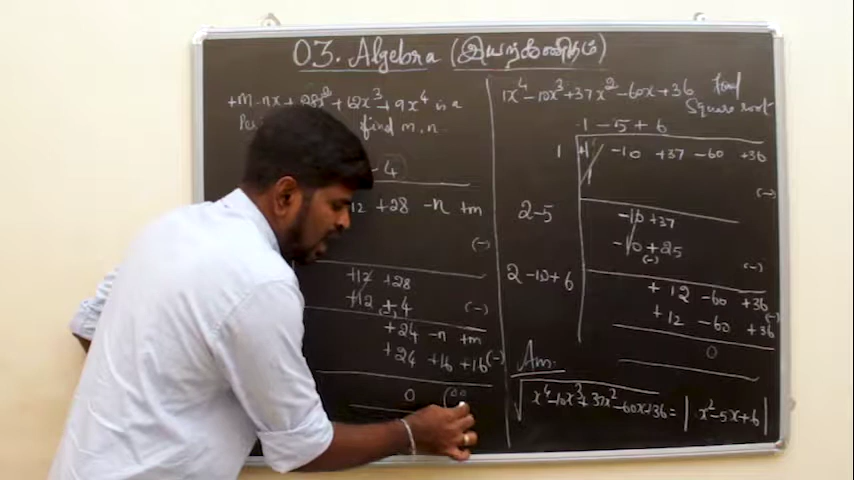 03. Algebra (இயற்கணிதம்)
+m-nx+28x²+12x³+9x⁴ is a
find m, n.
- 4
12 +28 -n +m
(-)
+12 +28
+12 +4 (-)
+24 -n +m
+24 +16 +16 (-)
0
1x⁴-10x³+37x²-60x+36 find
Square root
1 -5 +6
1 +1 -10 +37 -60 +36
(-)
2-5 -10 +37
-10 +25
(-) (-)
2 -10+6 +12 -60 +36
+12 -60 +36 (-)
0
Ans:
√x⁴-10x³+37x²-60x+36 = |x²-5x+6|